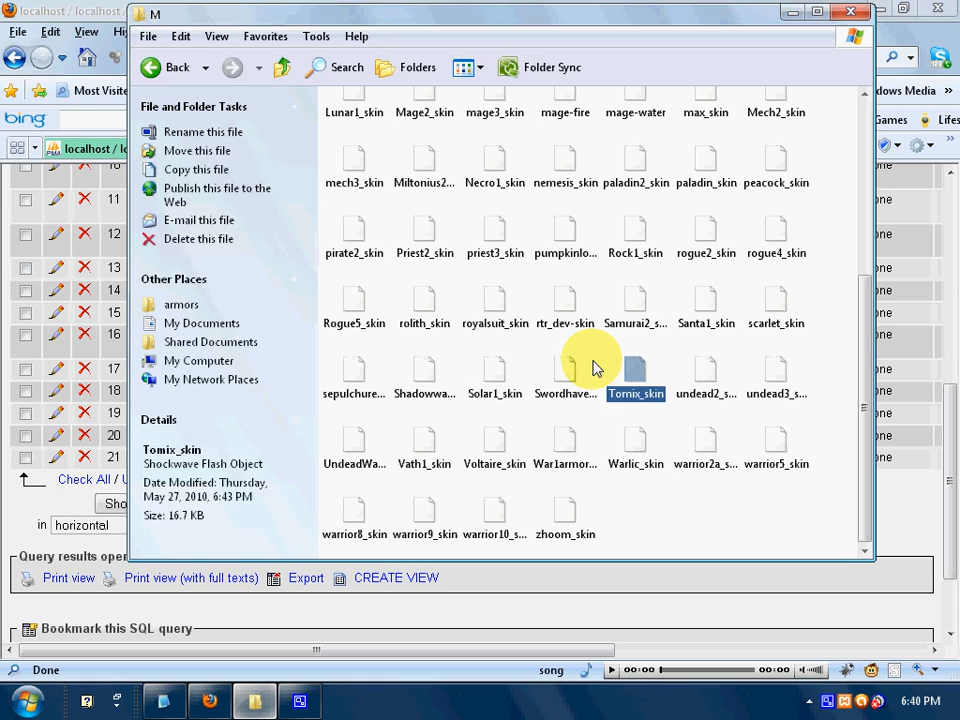 localhost / lo
M
File Edit View Hi
File Edit View Favorites Tools Help
Back
Search
Folders
Folder Sync
Most Visite
dows Media
bing
Games
Lifes
localhost / lo
File and Folder Tasks
Rename this file
Move this file
Copy this file
Publish this file to the
Web
E-mail this file
Delete this file
Other Places
armors
My Documents
Shared Documents
My Computer
My Network Places
Details
Tomix_skin
Shockwave Flash Object
Date Modified: Thursday,
May 27, 2010, 6:43 PM
Size: 16.7 KB
Lunar1_skin Mage2_skin mage3_skin mage-fire mage-water max_skin Mech2_skin
mech3_skin Miltonius2... Necro1_skin nemesis_skin paladin2_skin paladin_skin peacock_skin
pirate2_skin Priest2_skin priest3_skin pumpkinlo... Rock1_skin rogue2_skin rogue4_skin
Rogue5_skin rolith_skin royalsuit_skin rtr_dev-skin Samurai2_s... Santa1_skin scarlet_skin
sepulchure... Shadowwa... Solar1_skin Swordhave... Tomix_skin undead2_s... undead3_s...
UndeadWa... Vath1_skin Voltaire_skin War1armor... Warlic_skin warrior2a_s... warrior5_skin
warrior8_skin warrior9_skin warrior10_s... zhoom_skin
11 one
12 one
13 one
14 one
15 one
16 one
17 one
18 one
19 one
20 one
21 one
Check All / U
Sho
in horizontal
Query results oper
Print view Print view (with full texts) Export CREATE VIEW
Bookmark this SQL query
Done
song
00:00
00:00
6:40 PM